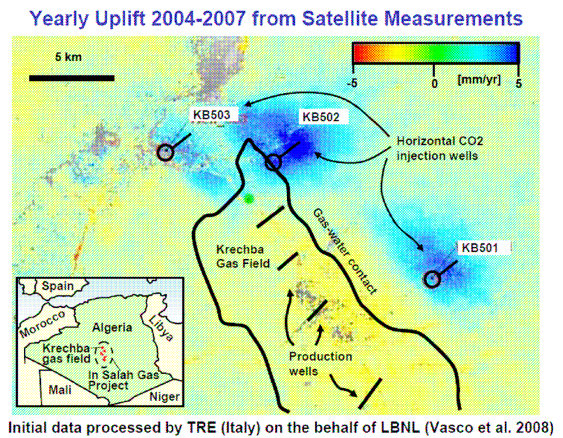 Yearly Uplift 2004-2007 from Satellite Measurements
5 km
-5
0
[mm/yr]
5
KB503
KB502
Horizontal CO2
injection wells
KB501
Gas-water contact
Krechba
Gas Field
Production
wells
Spain
Morocco
Algeria
Libya
Krechba
gas field
In Salah Gas
Project
Mali
Niger
Initial data processed by TRE (Italy) on the behalf of LBNL (Vasco et al. 2008)